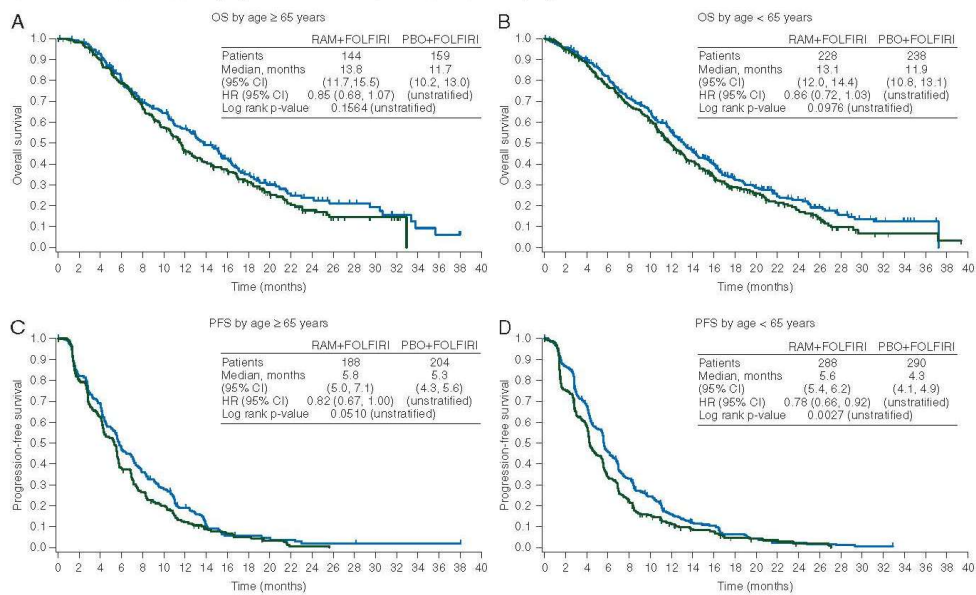 A
OS by age ≥ 65 years
RAM+FOLFIRI PBO+FOLFIRI
Patients 144 159
Median, months 13.8 11.7
(95% CI) (11.7,15.5) (10.2, 13.0)
HR (95% CI) 0.85 (0.68, 1.07) (unstratified)
Log rank p-value 0.1564 (unstratified)
Overall survival
1.0
0.9
0.8
0.7
0.6
0.5
0.4
0.3
0.2
0.1
0.0
0 2 4 6 8 10 12 14 16 18 20 22 24 26 28 30 32 34 36 38 40
Time (months)
B
OS by age < 65 years
RAM+FOLFIRI PBO+FOLFIRI
Patients 228 238
Median, months 13.1 11.9
(95% CI) (12.0, 14.4) (10.8, 13.1)
HR (95% CI) 0.86 (0.72, 1.03) (unstratified)
Log rank p-value 0.0976 (unstratified)
Overall survival
1.0
0.9
0.8
0.7
0.6
0.5
0.4
0.3
0.2
0.1
0.0
0 2 4 6 8 10 12 14 16 18 20 22 24 26 28 30 32 34 36 38 40
Time (months)
C
PFS by age ≥ 65 years
RAM+FOLFIRI PBO+FOLFIRI
Patients 188 204
Median, months 5.8 5.3
(95% CI) (5.0, 7.1) (4.3, 5.6)
HR (95% CI) 0.82 (0.67, 1.00) (unstratified)
Log rank p-value 0.0510 (unstratified)
Progression-free survival
1.0
0.9
0.8
0.7
0.6
0.5
0.4
0.3
0.2
0.1
0.0
0 2 4 6 8 10 12 14 16 18 20 22 24 26 28 30 32 34 36 38 40
Time (months)
D
PFS by age < 65 years
RAM+FOLFIRI PBO+FOLFIRI
Patients 288 290
Median, months 5.6 4.3
(95% CI) (5.4, 6.2) (4.1, 4.9)
HR (95% CI) 0.78 (0.66, 0.92) (unstratified)
Log rank p-value 0.0027 (unstratified)
Progression-free survival
1.0
0.9
0.8
0.7
0.6
0.5
0.4
0.3
0.2
0.1
0.0
0 2 4 6 8 10 12 14 16 18 20 22 24 26 28 30 32 34 36 38 40
Time (months)